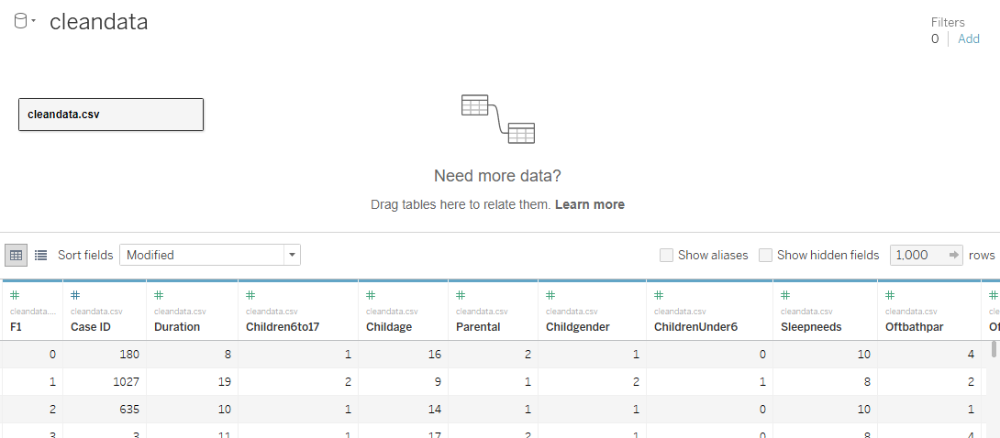 cleandata
Filters
0 Add
cleandata.csv
Need more data?
Drag tables here to relate them. Learn more
Sort fields Modified Show aliases Show hidden fields 1,000 rows
cleandata.... cleandata.csv cleandata.csv cleandata.csv cleandata.csv cleandata.csv cleandata.csv cleandata.csv cleandata.csv cleandata.csv cle
F1 Case ID Duration Children6to17 Childage Parental Childgender ChildrenUnder6 Sleepneeds Oftbathpar Of
0 180 8 1 16 2 1 0 10 4
1 1027 19 2 9 1 2 1 8 2
2 635 10 1 14 1 1 0 10 1
3 3 11 1 17 2 1 0 8 4